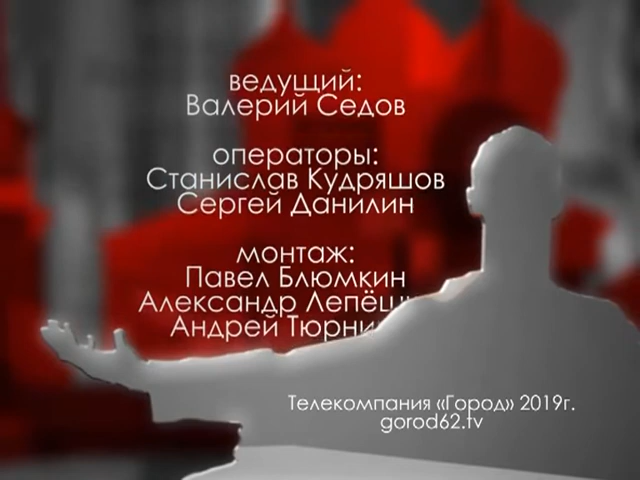 ведущий:
Валерий Седов
операторы:
Станислав Кудряшов
Сергей Данилин
монтаж:
Павел Блюмкин
Александр
Андрей
Телекомпания «Город» 2019г.
gorod62.tv